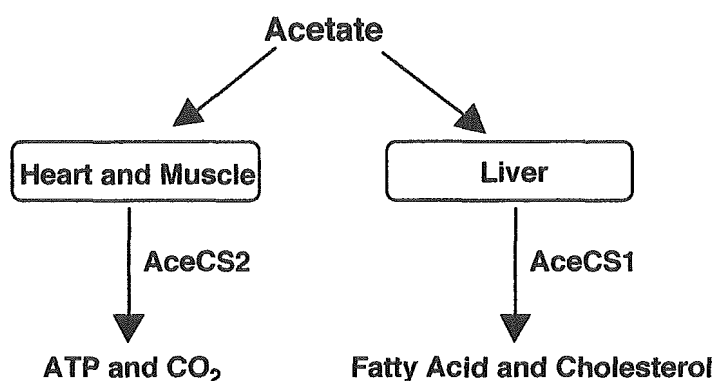 Acetate
Heart and Muscle
Liver
AceCS2
AceCS1
ATP and CO₂
Fatty Acid and Cholesterol